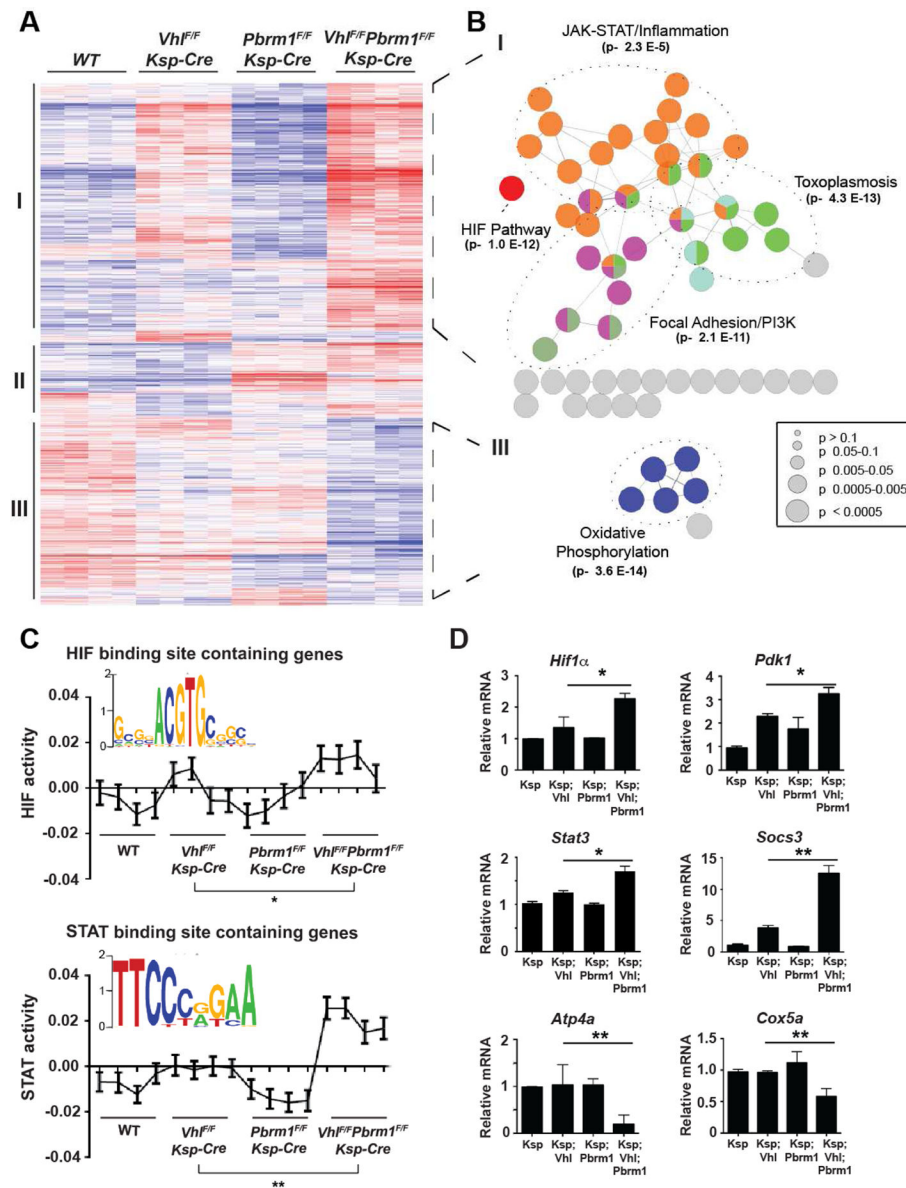 A
WT
Vhl^F/F
Ksp-Cre
Pbrm1^F/F
Ksp-Cre
Vhl^F/F Pbrm1^F/F
Ksp-Cre
I
II
III
B
I
JAK-STAT/Inflammation
(p- 2.3 E-5)
Toxoplasmosis
(p- 4.3 E-13)
HIF Pathway
(p- 1.0 E-12)
Focal Adhesion/PI3K
(p- 2.1 E-11)
III
Oxidative
Phosphorylation
(p- 3.6 E-14)
p > 0.1
p 0.05-0.1
p 0.005-0.05
p 0.0005-0.005
p < 0.0005
C
HIF binding site containing genes
HIF activity
0.04
0.02
0.00
-0.02
-0.04
2
1
0
ACGTG
WT
Vhl^F/F
Ksp-Cre
Pbrm1^F/F
Ksp-Cre
Vhl^F/F Pbrm1^F/F
Ksp-Cre
*
STAT binding site containing genes
STAT activity
0.04
0.02
0.00
-0.02
-0.04
2
1
0
TTCCCGGAA
WT
Vhl^F/F
Ksp-Cre
Pbrm1^F/F
Ksp-Cre
Vhl^F/F Pbrm1^F/F
Ksp-Cre
**
D
Hif1α
Relative mRNA
3
2
1
0
*
Ksp
Ksp;
Vhl
Ksp;
Pbrm1
Ksp;
Vhl;
Pbrm1
Pdk1
Relative mRNA
4
3
2
1
0
*
Ksp
Ksp;
Vhl
Ksp;
Pbrm1
Ksp;
Vhl;
Pbrm1
Stat3
Relative mRNA
2
1
0
*
Ksp
Ksp;
Vhl
Ksp;
Pbrm1
Ksp;
Vhl;
Pbrm1
Socs3
Relative mRNA
15
10
5
0
**
Ksp
Ksp;
Vhl
Ksp;
Pbrm1
Ksp;
Vhl;
Pbrm1
Atp4a
Relative mRNA
2
1
0
**
Ksp
Ksp;
Vhl
Ksp;
Pbrm1
Ksp;
Vhl;
Pbrm1
Cox5a
Relative mRNA
1.5
1.0
0.5
0.0
**
Ksp
Ksp;
Vhl
Ksp;
Pbrm1
Ksp;
Vhl;
Pbrm1